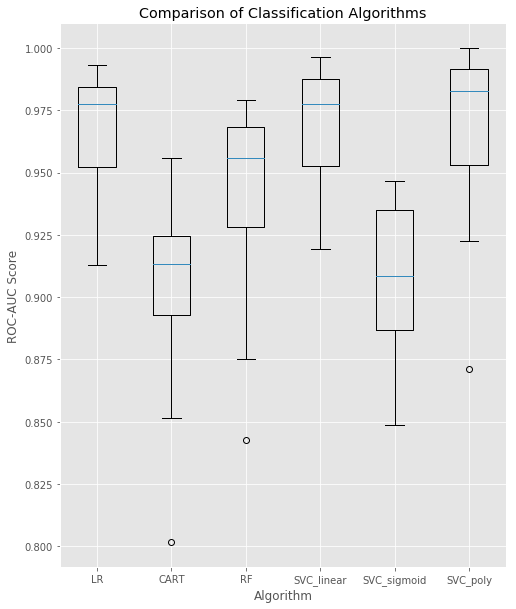 Comparison of Classification Algorithms
ROC-AUC Score
1.000
0.975
0.950
0.925
0.900
0.875
0.850
0.825
0.800
LR CART RF SVC_linear SVC_sigmoid SVC_poly
Algorithm